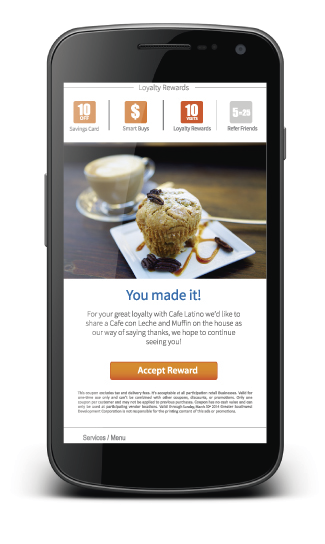 Loyalty Rewards
10
OFF
$
10
VISITS
5=25
Savings Card
Smart Buys
Loyalty Rewards
Refer Friends
You made it!
For your great loyalty with Cafe Latino we'd like to
share a Cafe con Leche and Muffin on the house as
our way of saying thanks, we hope to continue
seeing you!
Accept Reward
This coupon excludes tax and delivery fees. It's acceptable at all participation retail businesses. Valid for
one-time use only and can't be combined with other coupons, discounts, or promotions. Only one
coupon per customer and may not be applied to previous purchases. Coupon has no cash value and can
only be used at participating vendor locations. Valid through Sunday, March 10th 2014 Greater Southwest
Development Corporation is not responsible for the printing content of this ads or promotions.
Services / Menu